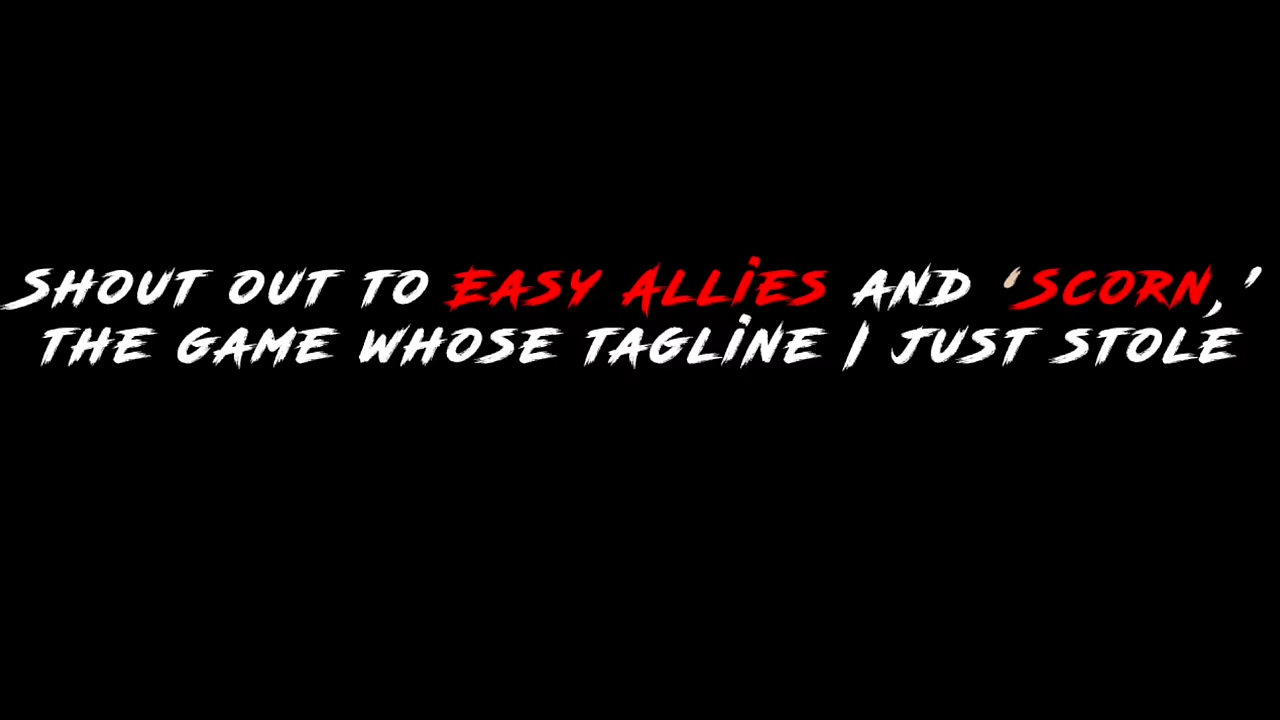 SHOUT OUT TO EASY ALLIES AND ‘SCORN,’
THE GAME WHOSE TAGLINE I JUST STOLE